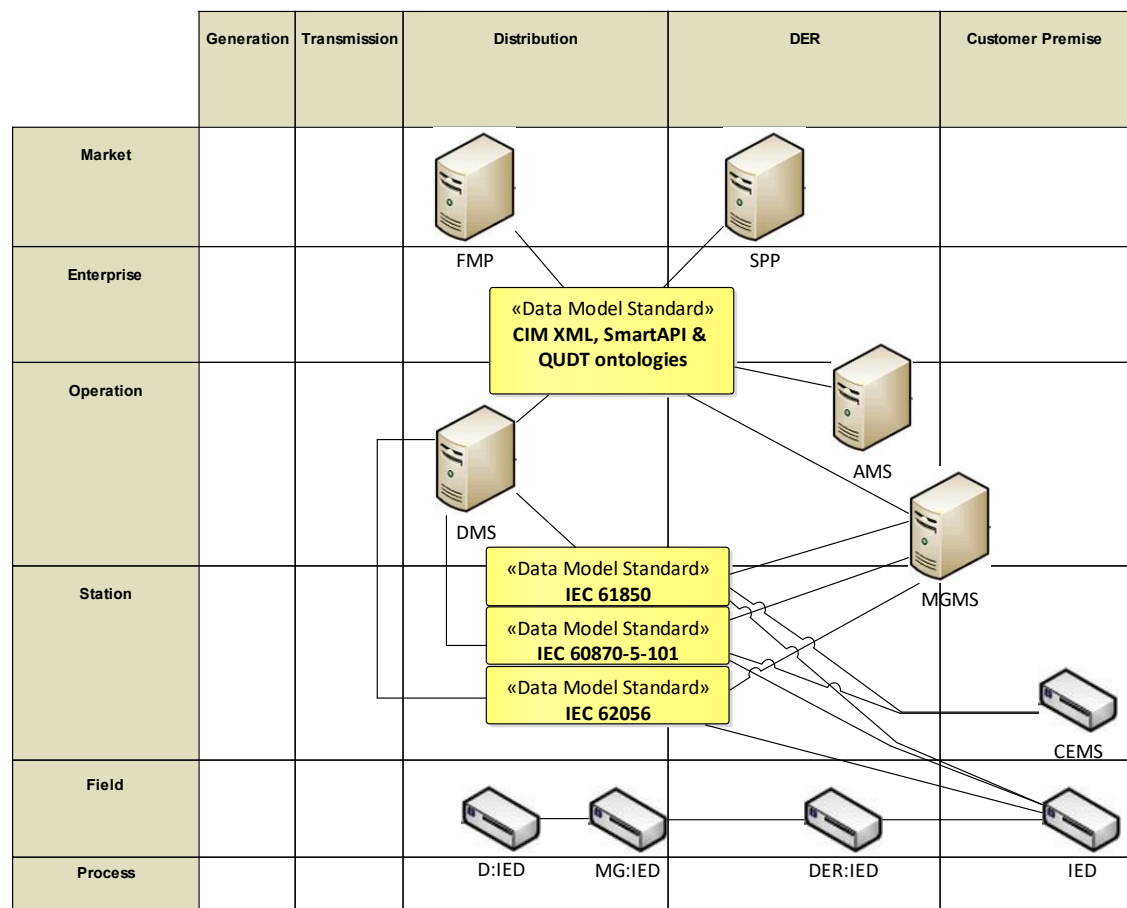 Generation
Transmission
Distribution
DER
Customer Premise
Market
FMP
SPP
Enterprise
«Data Model Standard»
CIM XML, SmartAPI &
QUDT ontologies
Operation
AMS
DMS
MGMS
Station
«Data Model Standard»
IEC 61850
«Data Model Standard»
IEC 60870-5-101
«Data Model Standard»
IEC 62056
CEMS
Field
D:IED
MG:IED
DER:IED
IED
Process